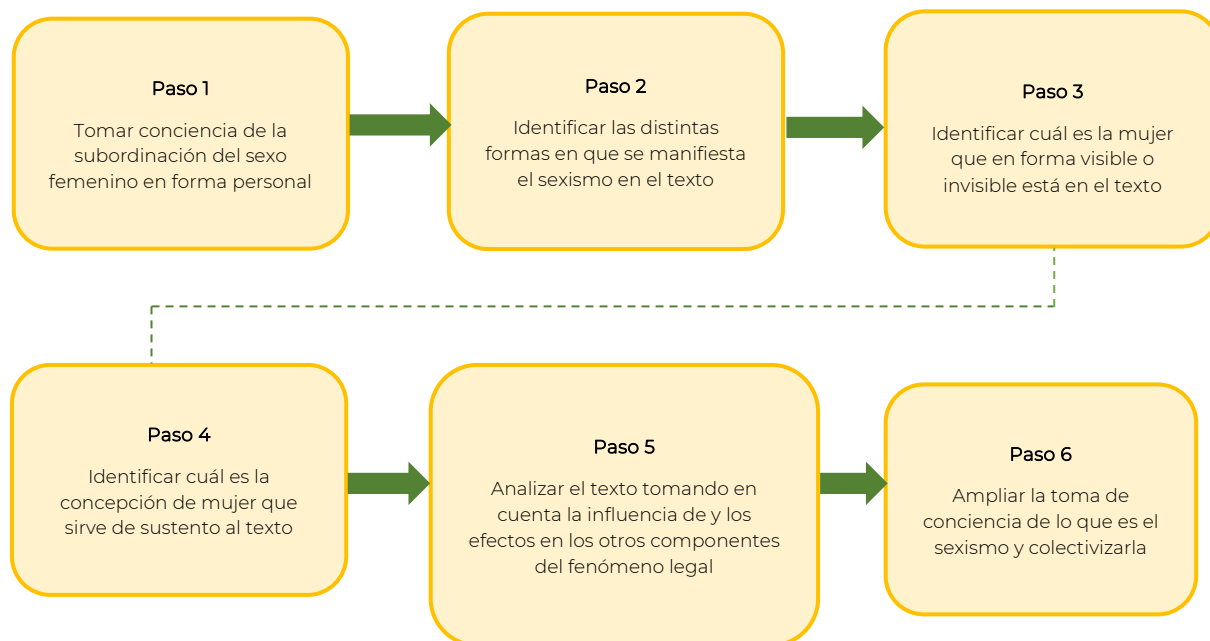 Paso 1
Tomar conciencia de la
subordinación del sexo
femenino en forma personal
Paso 2
Identificar las distintas
formas en que se manifiesta
el sexismo en el texto
Paso 3
Identificar cuál es la mujer
que en forma visible o
invisible está en el texto
Paso 4
Identificar cuál es la
concepción de mujer que
sirve de sustento al texto
Paso 5
Analizar el texto tomando en
cuenta la influencia de y los
efectos en los otros componentes
del fenómeno legal
Paso 6
Ampliar la toma de
conciencia de lo que es el
sexismo y colectivizarla